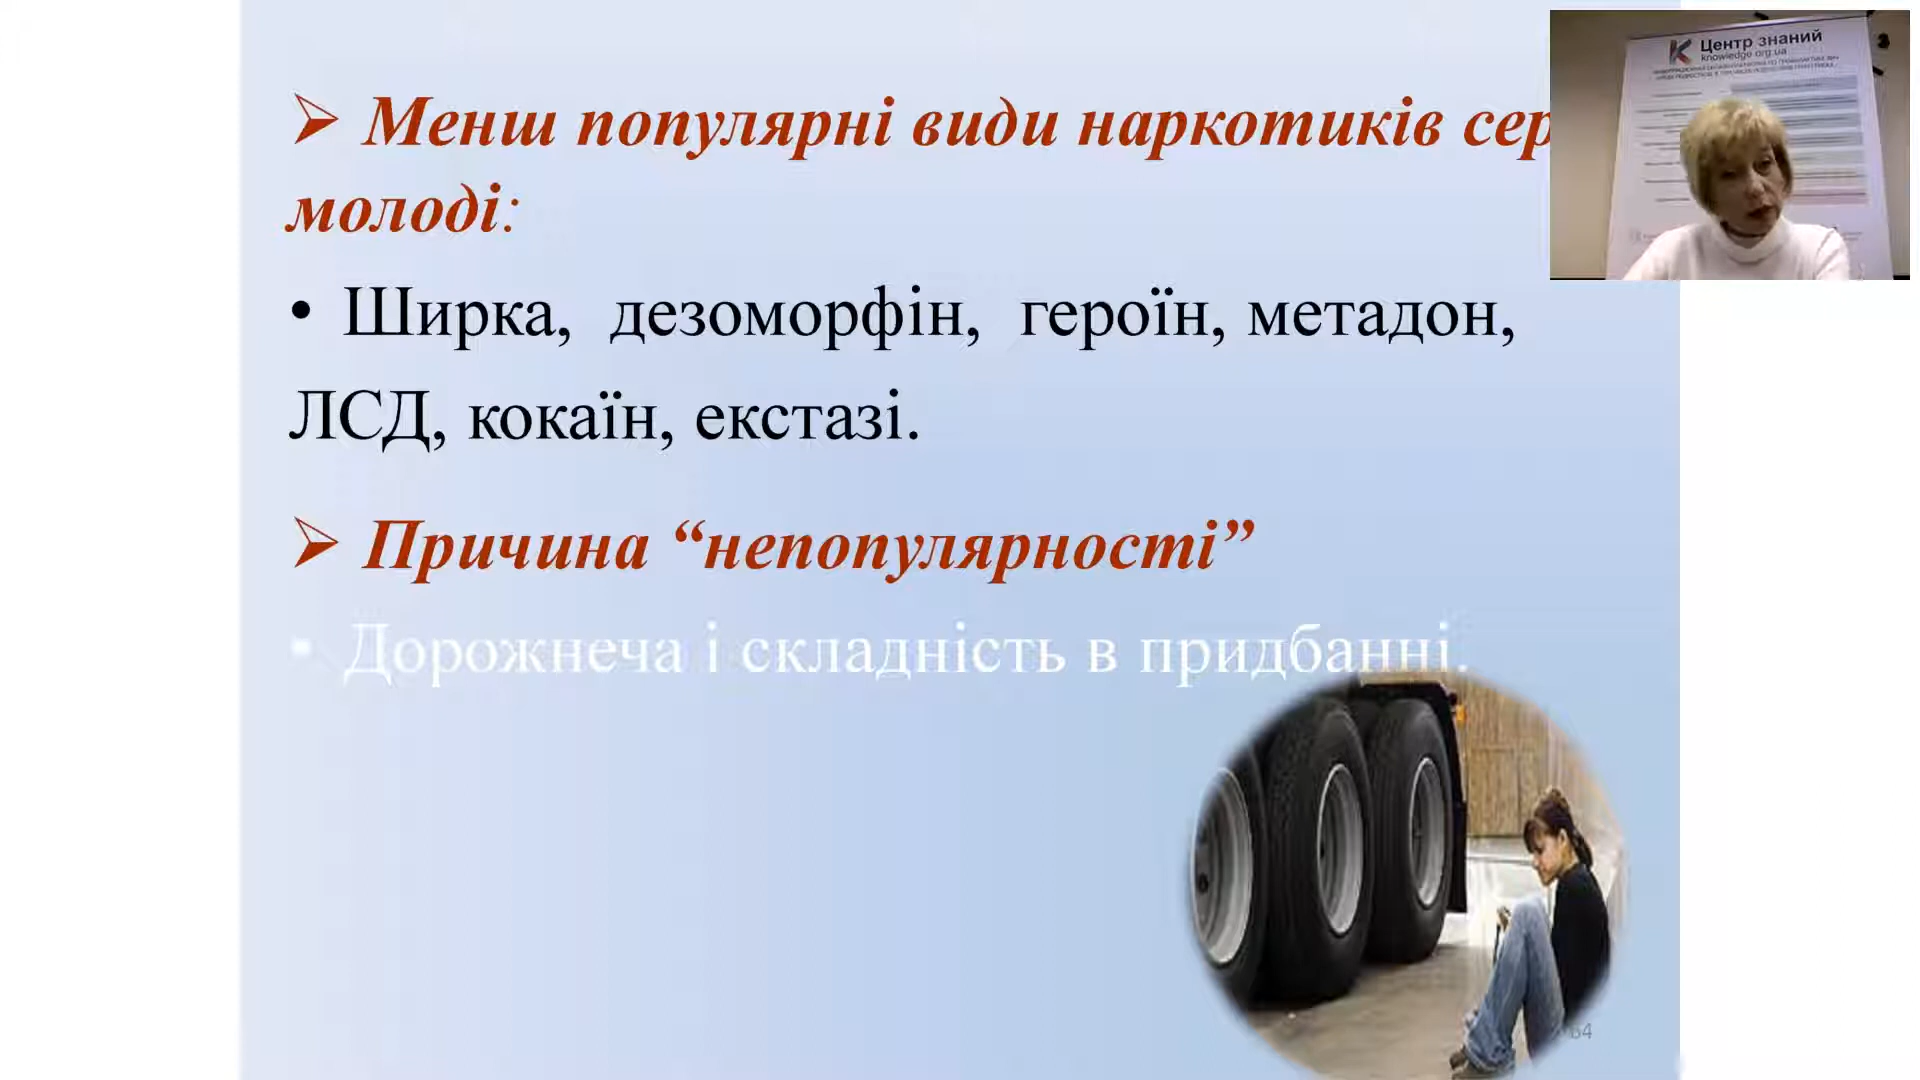 ➢ Менш популярні види наркотиків сер
молоді:
• Ширка, дезоморфін, героїн, метадон,
ЛСД, кокаїн, екстазі.
➢ Причина “непопулярності”
• Дорожнеча і складність в придбанні.
64
Центр знаний
knowledge.org.ua